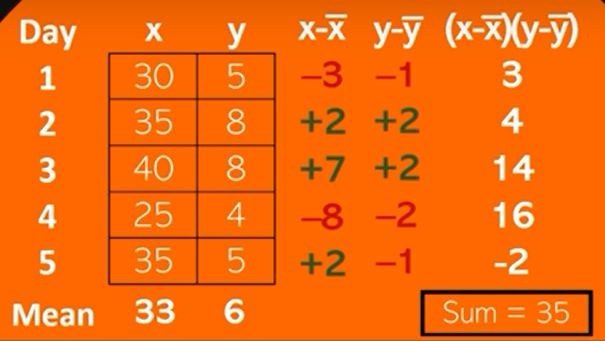 Day x y x-x̅ y-y̅ (x-x̅)(y-y̅)
1 30 5 –3 –1 3
2 35 8 +2 +2 4
3 40 8 +7 +2 14
4 25 4 –8 –2 16
5 35 5 +2 –1 -2
Mean 33 6 Sum = 35